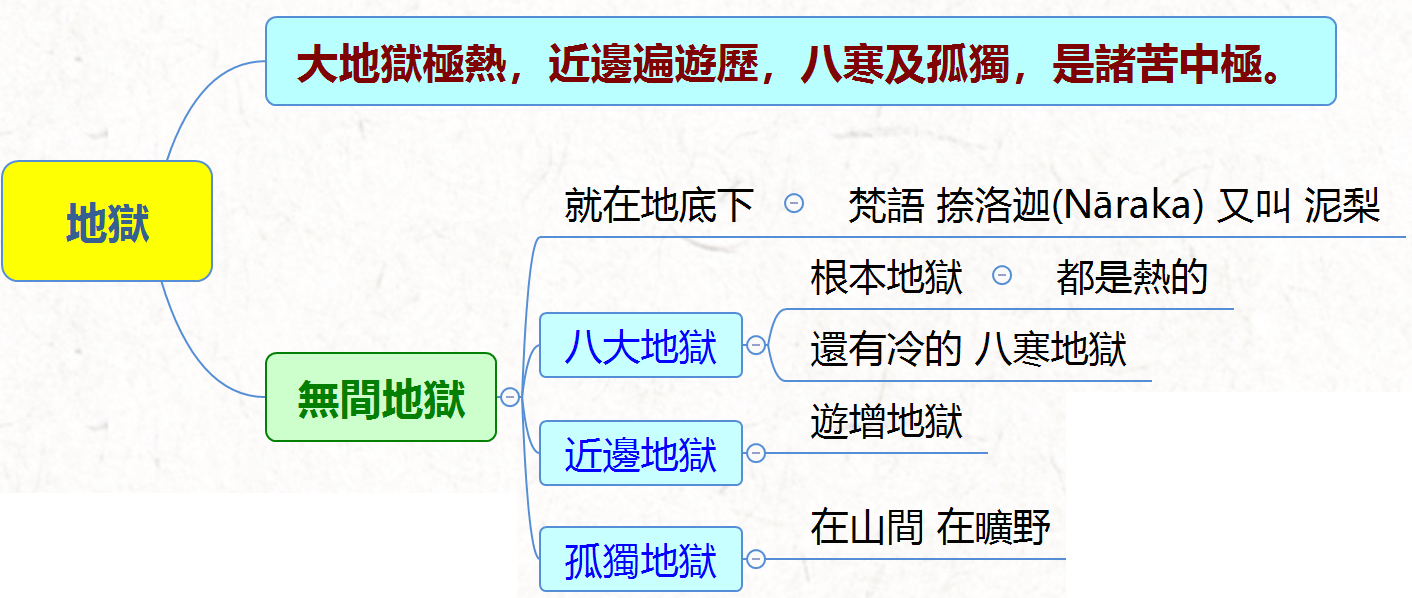 大地獄極熱，近邊遍遊歷，八寒及孤獨，是諸苦中極。
地獄
就在地底下 梵語 捺洛迦(Nāraka) 又叫 泥梨
根本地獄 都是熱的
八大地獄
還有冷的 八寒地獄
無間地獄
遊增地獄
近邊地獄
在山間 在曠野
孤獨地獄